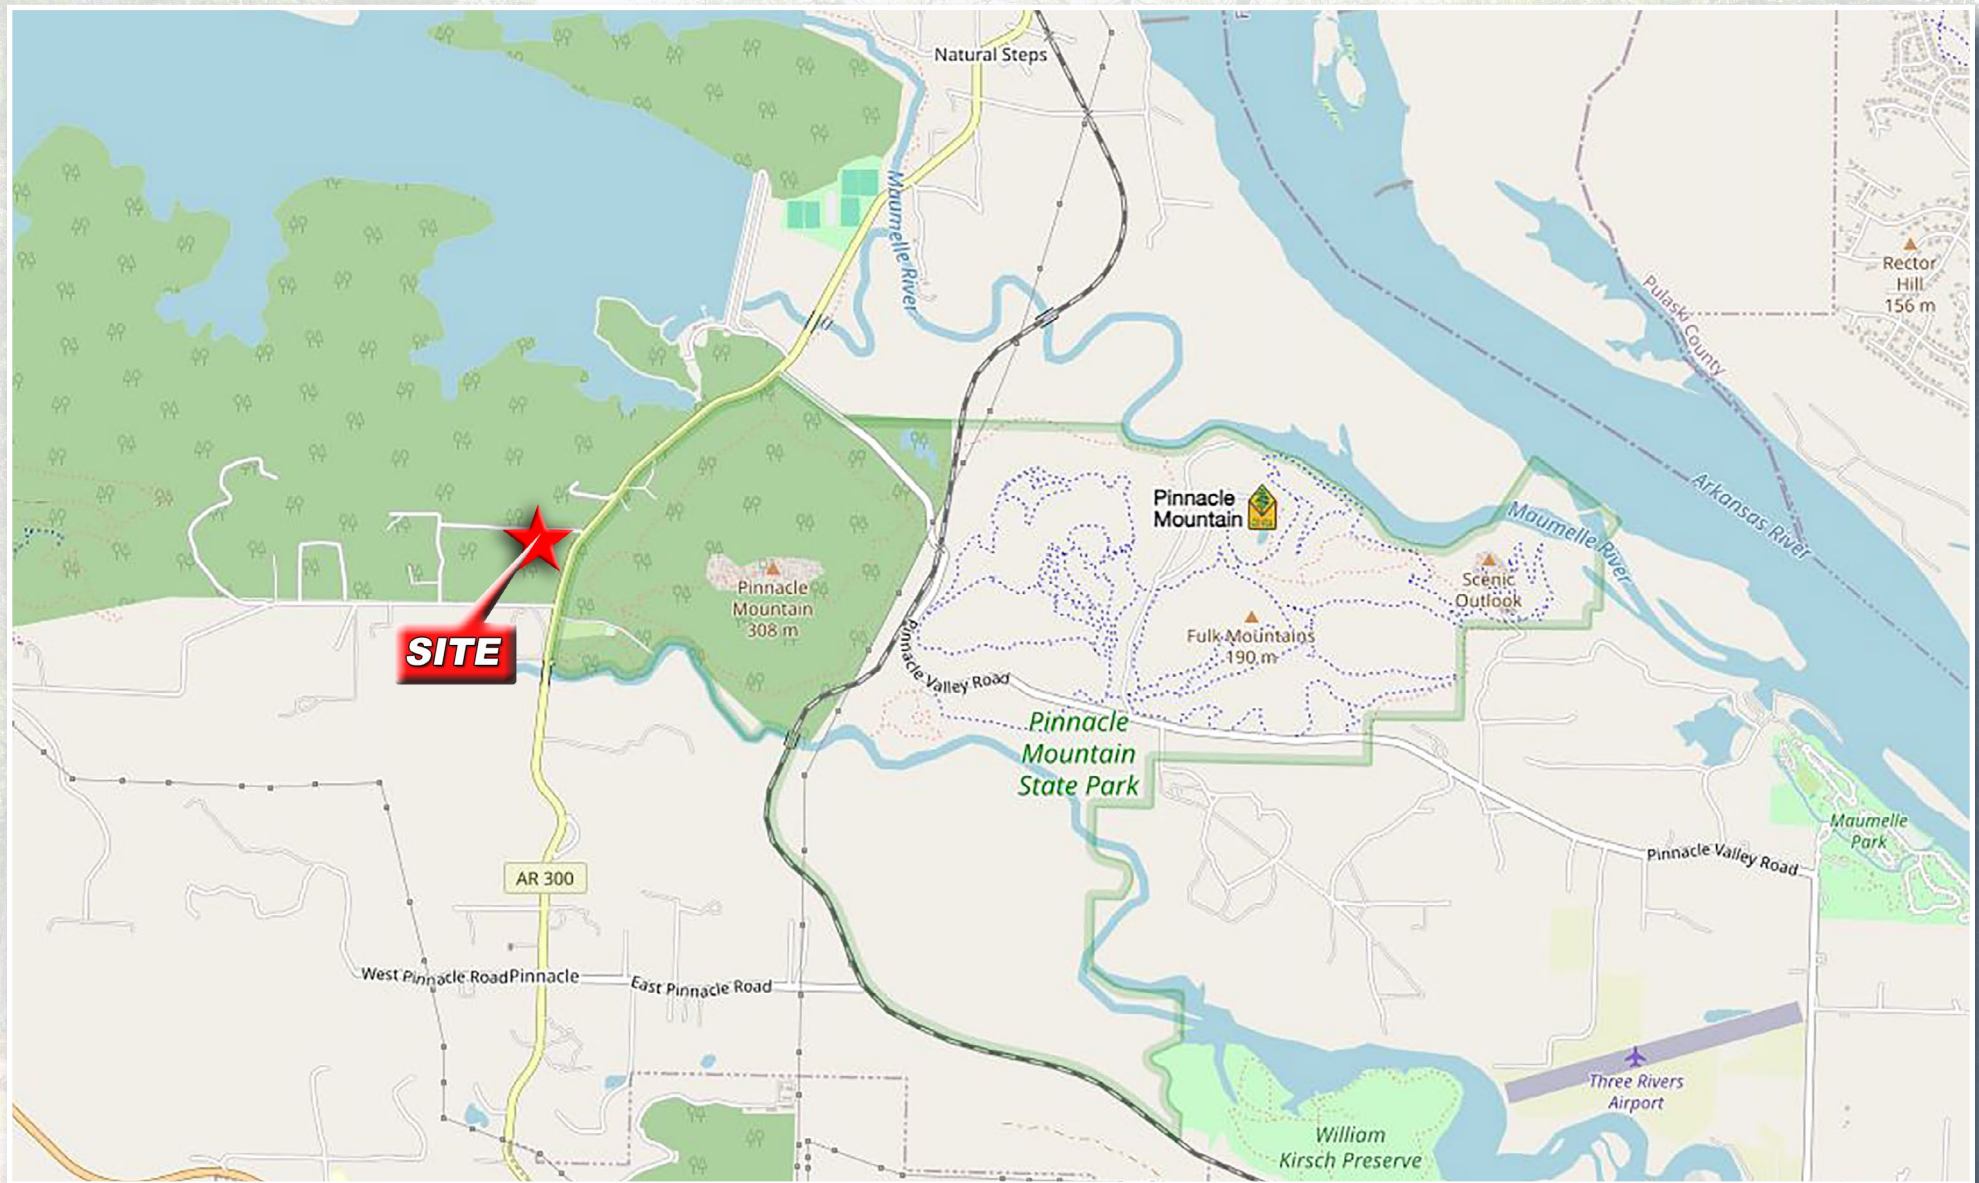 Natural Steps
Maumelle River
Rector
Hill
156 m
Pulaski County
Pinnacle
Mountain
Arkansas River
Maumelle River
Pinnacle
Mountain
308 m
Scenic
Outlook
SITE
Fulk Mountains
190 m
Pinnacle Valley Road
Pinnacle
Mountain
State Park
Maumelle
Park
Pinnacle Valley Road
AR 300
West Pinnacle Road
Pinnacle
East Pinnacle Road
Three Rivers
Airport
William
Kirsch Preserve